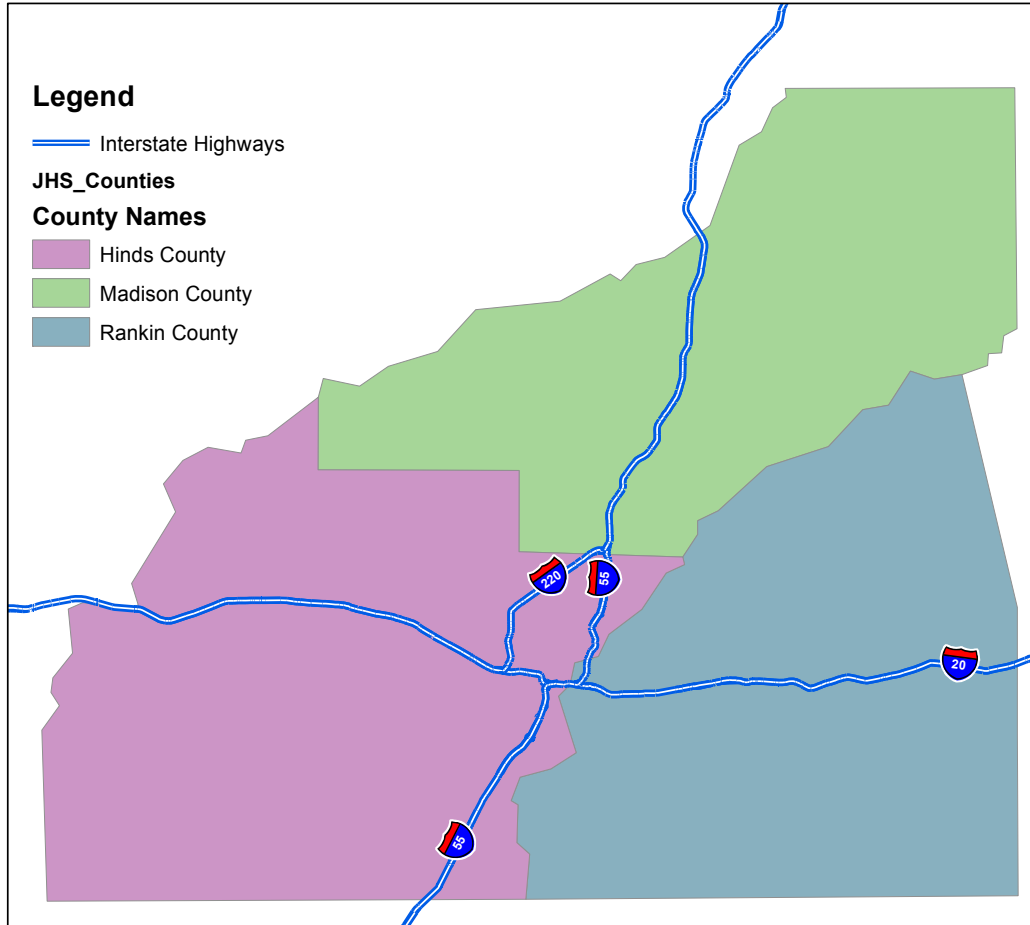 Legend
Interstate Highways
JHS_Counties
County Names
Hinds County
Madison County
Rankin County
220
55
20
55